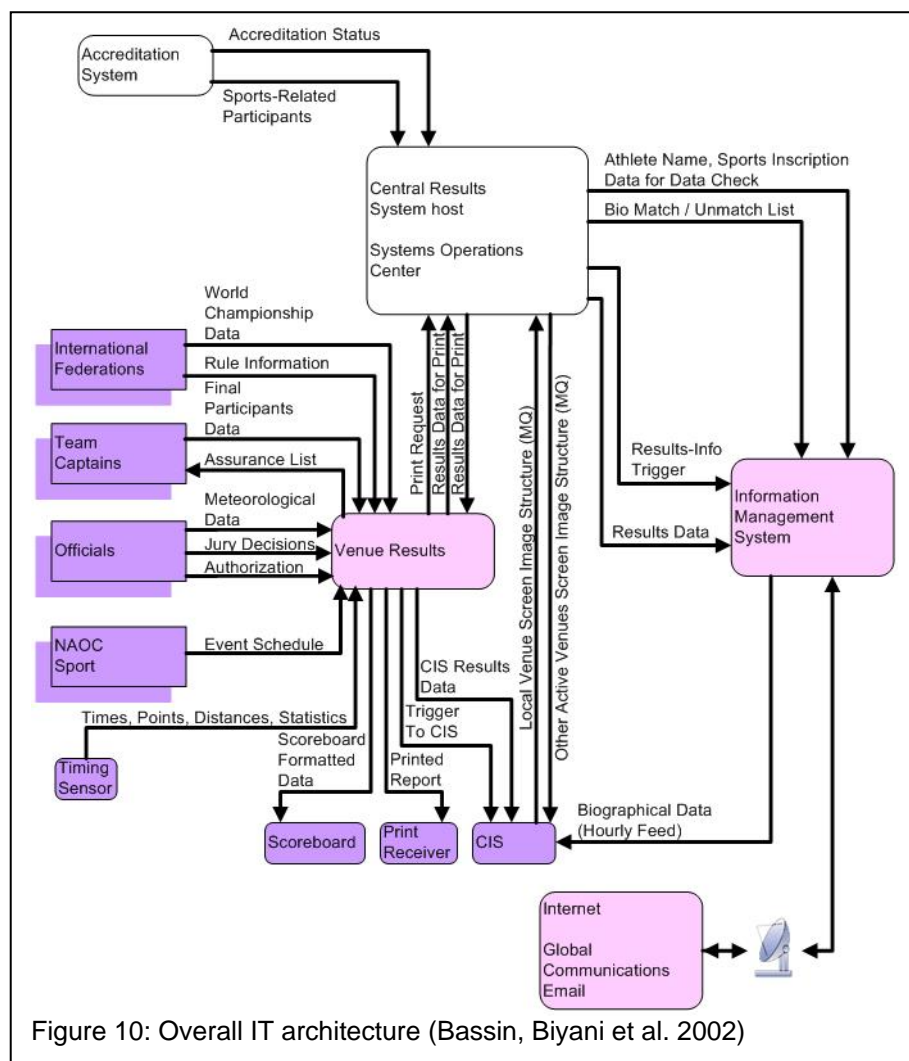 Accreditation Status
Accreditation
System
Sports-Related
Participants
Central Results
System host
Systems Operations
Center
Athlete Name, Sports Inscription
Data for Data Check
Bio Match / Unmatch List
World
Championship
Data
International
Federations
Rule Information
Final
Participants
Data
Team
Captains
Assurance List
Meteorological
Data
Officials
Jury Decisions
Authorization
NAOC
Sport
Event Schedule
Times, Points, Distances, Statistics
Timing
Sensor
Print Request
Results Data for Print
Results Data for Print
Venue Results
Local Venue Screen Image Structure (MQ)
Other Active Venues Screen Image Structure (MQ)
Results-Info
Trigger
Results Data
Information
Management
System
CIS Results
Data
Trigger
To CIS
Scoreboard
Formatted
Data
Printed
Report
Scoreboard
Print
Receiver
CIS
Biographical Data
(Hourly Feed)
Internet
Global
Communications
Email
Figure 10: Overall IT architecture (Bassin, Biyani et al. 2002)